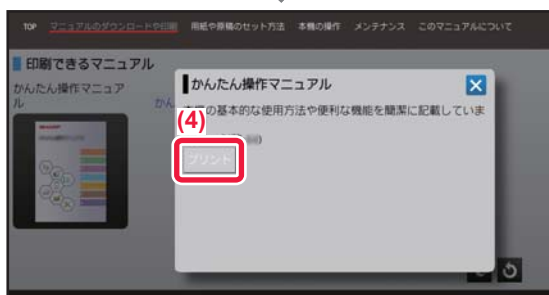 TOP マニュアルのダウンロードや印刷 用紙や原稿のセット方法 本機の操作 メンテナンス このマニュアルについて
印刷できるマニュアル
かんたん操作マニュアル
かんたん操作マニュア
ル
かん
本機の基本的な使用方法や便利な機能を簡潔に記載していま
(4)
プリント
SHARP